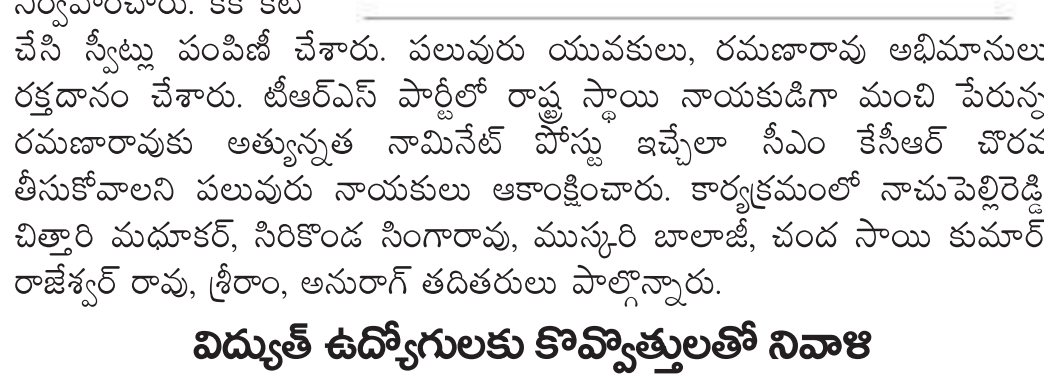 చేసి స్వీట్లు పంపిణీ చేశారు. పలువురు యువకులు, రమణారావు అభిమానులు
రక్తదానం చేశారు. టీఆర్ఎస్ పార్టీలో రాష్ట్ర స్థాయి నాయకుడిగా మంచి పేరున్న
రమణారావుకు అత్యున్నత నామినేట్ పోస్టు ఇచ్చేలా సీఎం కేసీఆర్ చొరవ
తీసుకోవాలని పలువురు నాయకులు ఆకాంక్షించారు. కార్యక్రమంలో నాచుపెల్లిరెడ్డి
చిత్తారి మధూకర్, సిరికొండ సింగారావు, ముస్కరి బాలాజీ, చంద సాయి కుమార్
రాజేశ్వర్ రావు, శ్రీరాం, అనురాగ్ తదితరులు పాల్గొన్నారు.
విద్యుత్ ఉద్యోగులకు కొవ్వొత్తులతో నివాళి